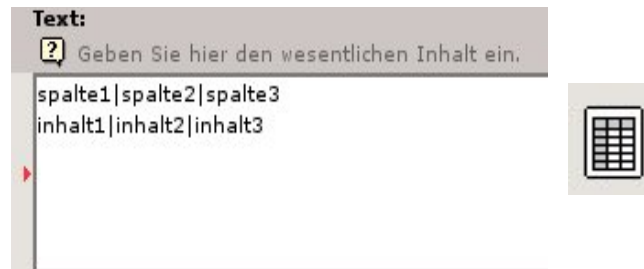 Text:
? Geben Sie hier den wesentlichen Inhalt ein.
spalte1|spalte2|spalte3
inhalt1|inhalt2|inhalt3